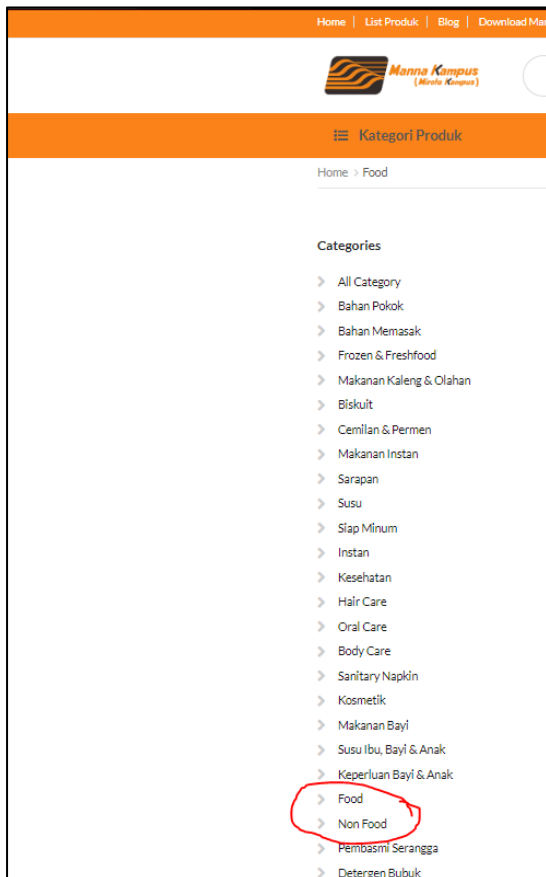 Home | List Produk | Blog | Download
Manna Kampus
(Mirota Kampus)
Kategori Produk
Home > Food
Categories
All Category
Bahan Pokok
Bahan Memasak
Frozen & Freshfood
Makanan Kaleng & Olahan
Biskuit
Cemilan & Permen
Makanan Instan
Sarapan
Susu
Siap Minum
Instan
Kesehatan
Hair Care
Oral Care
Body Care
Sanitary Napkin
Kosmetik
Makanan Bayi
Susu Ibu, Bayi & Anak
Keperluan Bayi & Anak
Food
Non Food
Pembasmi Serangga
Detergen Bubuk